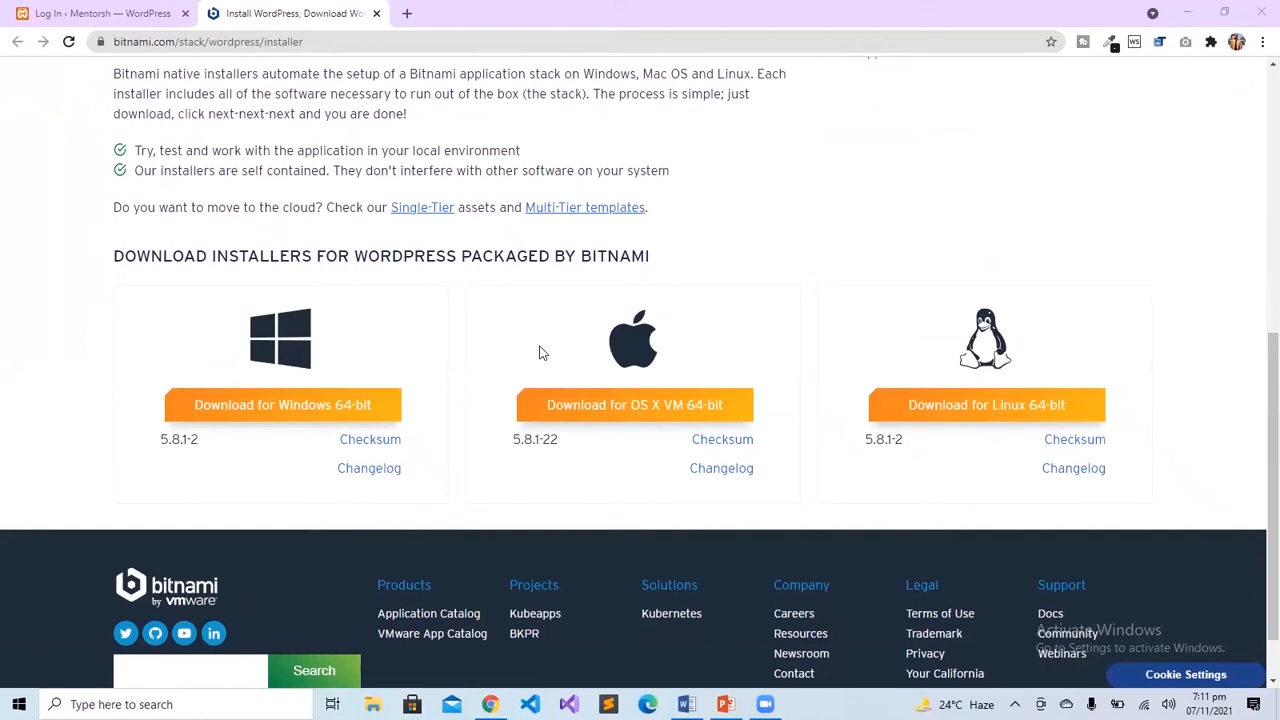 Log In ‹ Mentorsh — WordPress
Install WordPress, Download Wo
bitnami.com/stack/wordpress/installer
Bitnami native installers automate the setup of a Bitnami application stack on Windows, Mac OS and Linux. Each
installer includes all of the software necessary to run out of the box (the stack). The process is simple; just
download, click next-next-next and you are done!
Try, test and work with the application in your local environment
Our installers are self contained. They don't interfere with other software on your system
Do you want to move to the cloud? Check our Single-Tier assets and Multi-Tier templates.
DOWNLOAD INSTALLERS FOR WORDPRESS PACKAGED BY BITNAMI
Download for Windows 64-bit
5.8.1-2 Checksum
Changelog
Download for OS X VM 64-bit
5.8.1-22 Checksum
Changelog
Download for Linux 64-bit
5.8.1-2 Checksum
Changelog
bitnami
by vmware
Search
Products
Application Catalog
VMware App Catalog
Projects
Kubeapps
BKPR
Solutions
Kubernetes
Company
Careers
Resources
Newsroom
Contact
Legal
Terms of Use
Trademark
Privacy
Your California
Support
Docs
Community
Webinars
Activate Windows
Go to Settings to activate Windows.
Cookie Settings
Type here to search
24°C Haze
7:11 pm
07/11/2021